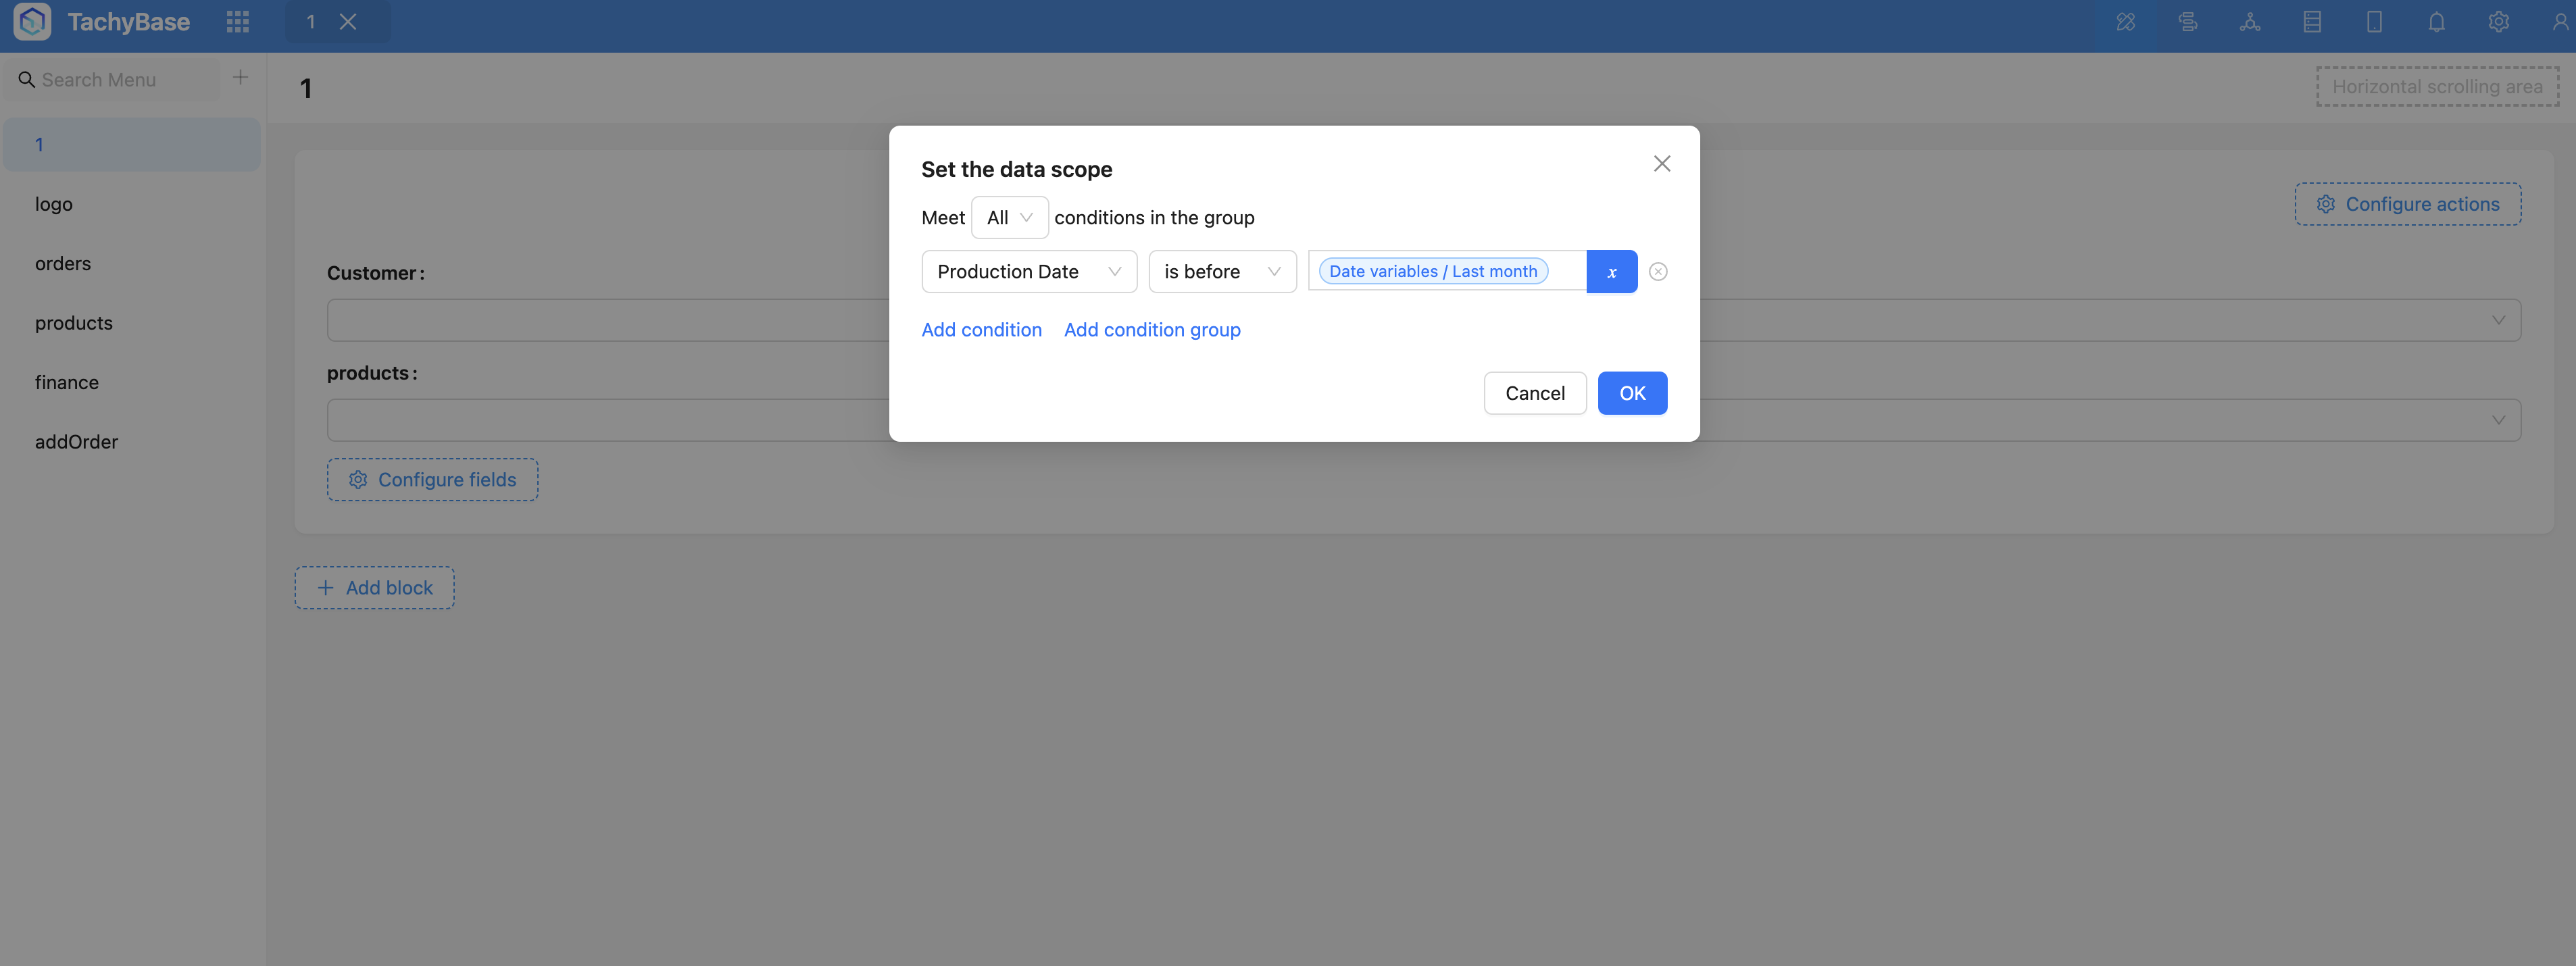 TachyBase
1
Search Menu
1
Horizontal scrolling area
1
logo
orders
products
finance
addOrder
Configure actions
Customer :
products :
Configure fields
Add block
Set the data scope
Meet All conditions in the group
Production Date is before Date variables / Last month x
Add condition Add condition group
Cancel OK